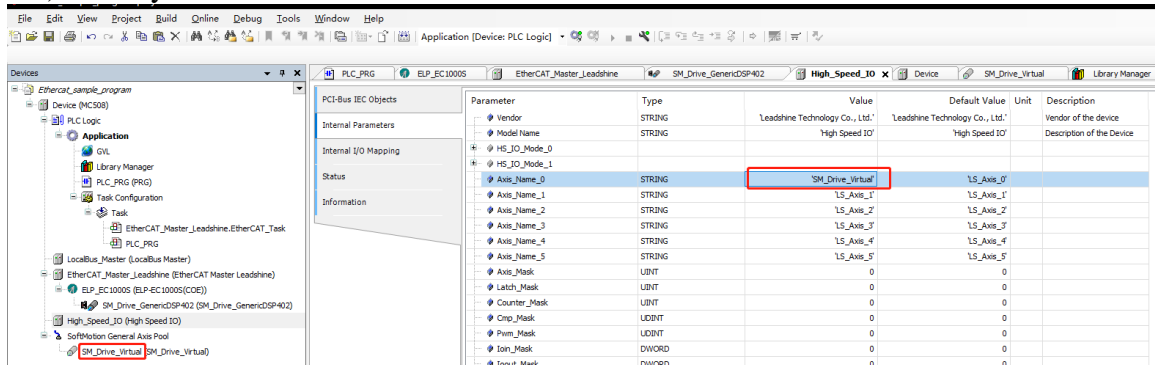 File Edit View Project Build Online Debug Tools Window Help
Application [Device: PLC Logic]
Devices
PLC_PRG ELP_EC1000S EtherCAT_Master_Leadshine SM_Drive_GenericDSP402 High_Speed_IO Device SM_Drive_Virtual Library Manager
Ethercat_sample_program
Device (MC508)
PLC Logic
Application
GVL
Library Manager
PLC_PRG (PRG)
Task Configuration
Task
EtherCAT_Master_Leadshine.EtherCAT_Task
PLC_PRG
LocalBus_Master (LocalBus Master)
EtherCAT_Master_Leadshine (EtherCAT Master Leadshine)
ELP_EC1000S (ELP-EC1000S(COE))
SM_Drive_GenericDSP402 (SM_Drive_GenericDSP402)
High_Speed_IO (High Speed IO)
SoftMotion General Axis Pool
SM_Drive_Virtual (SM_Drive_Virtual)
PCI-Bus IEC Objects
Internal Parameters
Internal I/O Mapping
Status
Information
Parameter Type Value Default Value Unit Description
Vendor STRING 'Leadshine Technology Co., Ltd.' 'Leadshine Technology Co., Ltd.' Vendor of the device
Model Name STRING 'High Speed IO' 'High Speed IO' Description of the Device
HS_IO_Mode_0
HS_IO_Mode_1
Axis_Name_0 STRING 'SM_Drive_Virtual' 'LS_Axis_0'
Axis_Name_1 STRING 'LS_Axis_1' 'LS_Axis_1'
Axis_Name_2 STRING 'LS_Axis_2' 'LS_Axis_2'
Axis_Name_3 STRING 'LS_Axis_3' 'LS_Axis_3'
Axis_Name_4 STRING 'LS_Axis_4' 'LS_Axis_4'
Axis_Name_5 STRING 'LS_Axis_5' 'LS_Axis_5'
Axis_Mask UINT 0 0
Latch_Mask UINT 0 0
Counter_Mask UINT 0 0
Cmp_Mask UDINT 0 0
Pwm_Mask UDINT 0 0
Ioin_Mask DWORD 0 0
Input_Mask DWORD 0 0